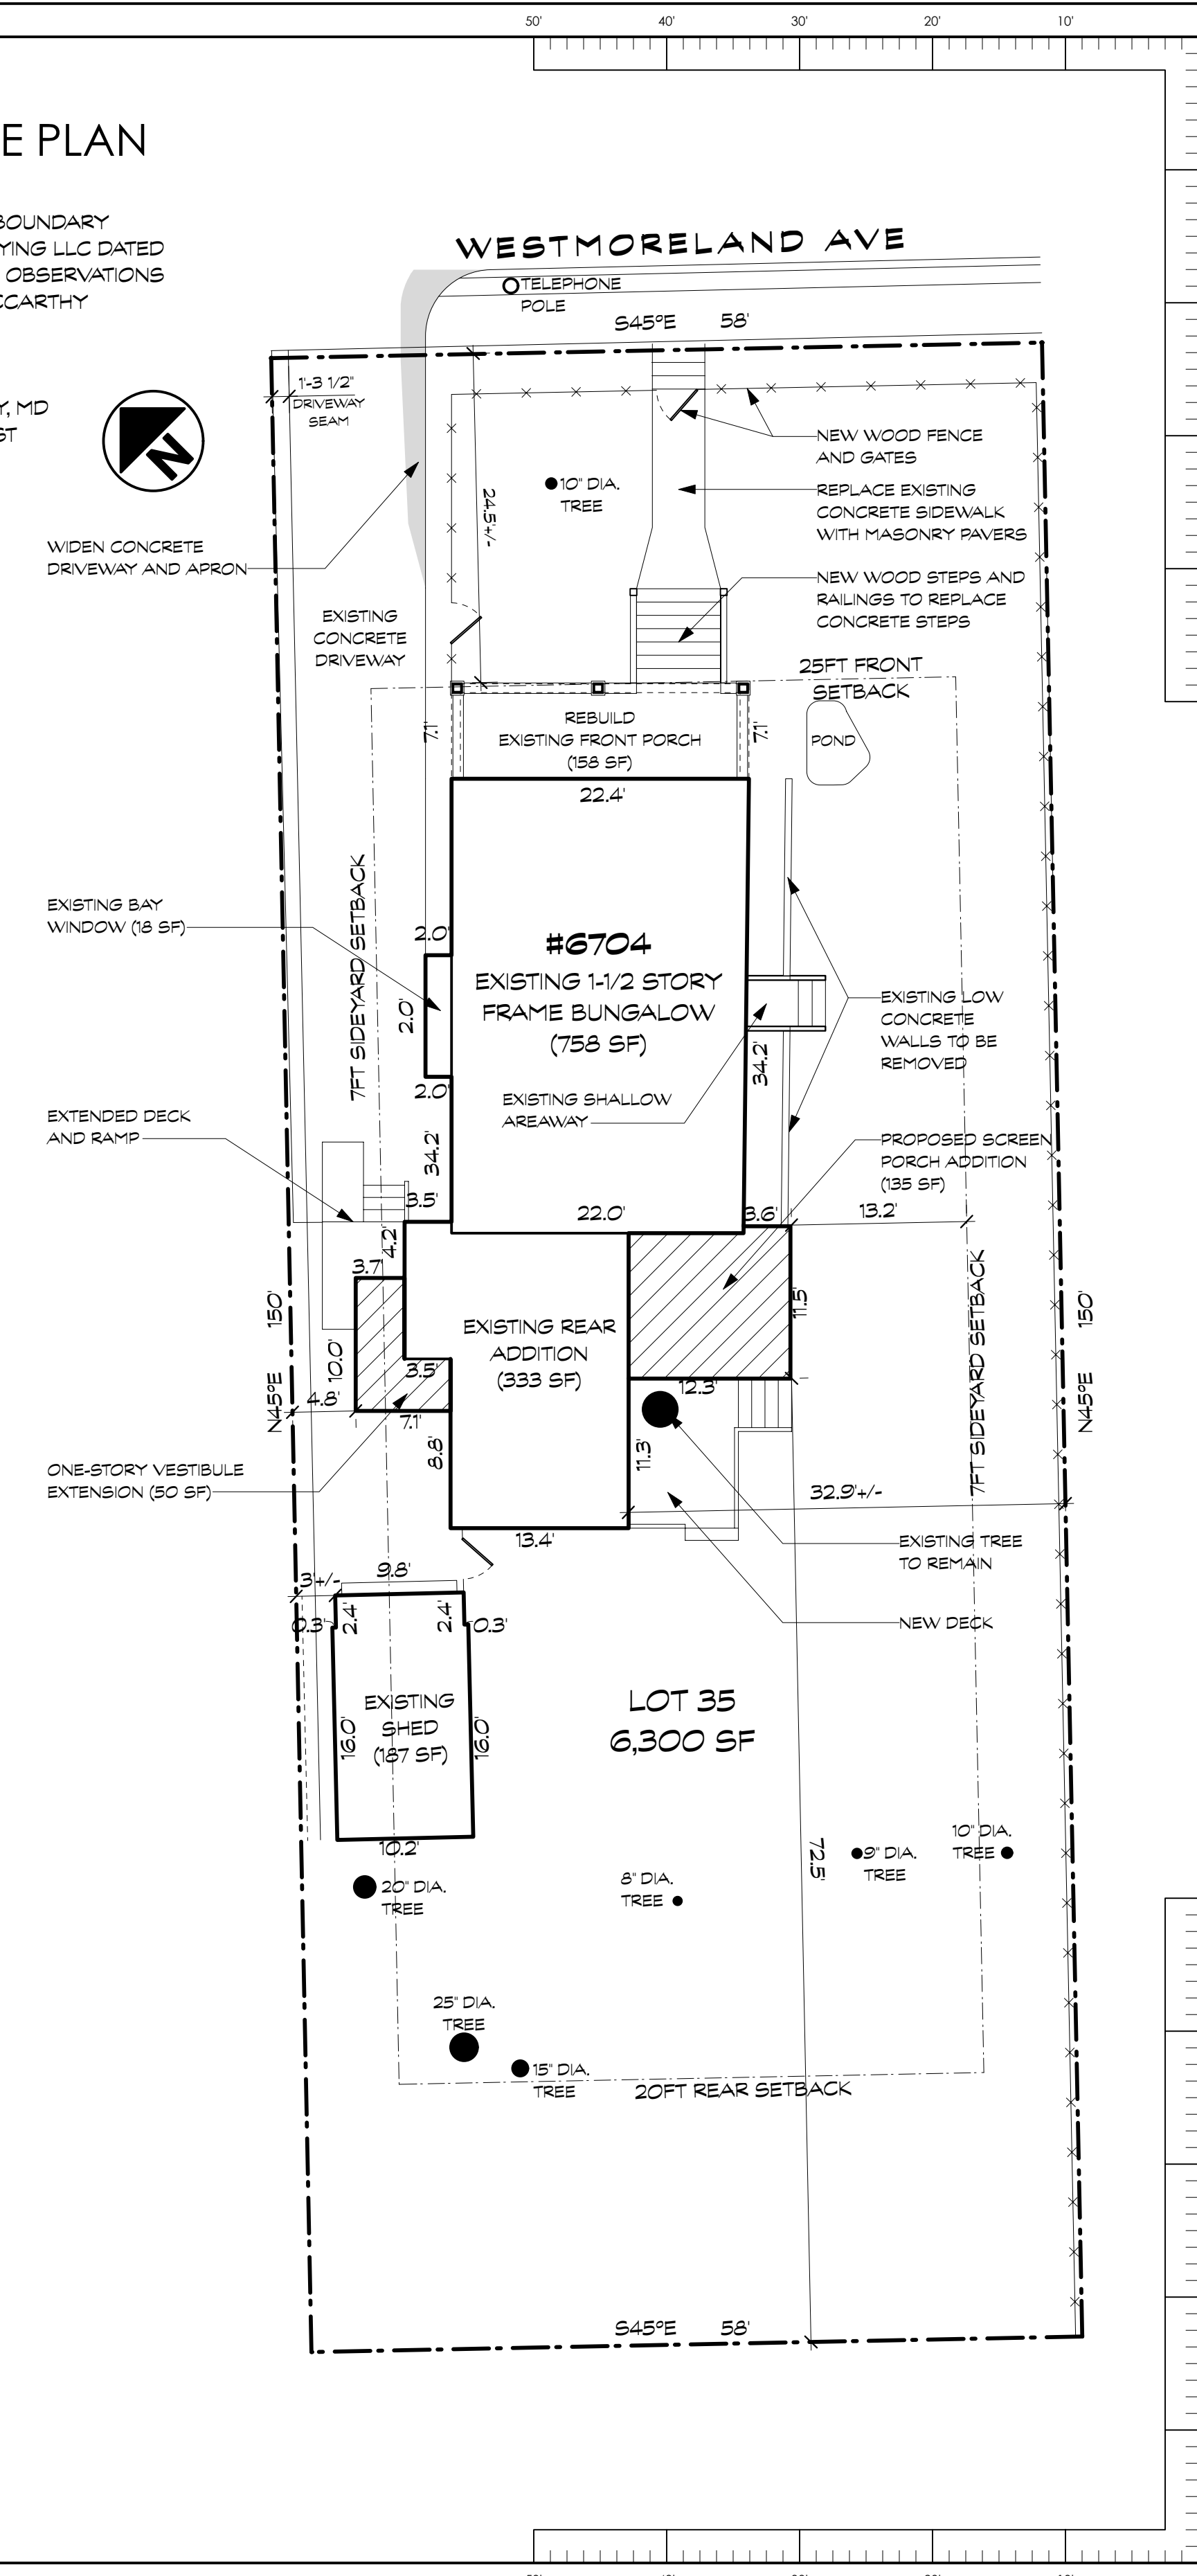 50' 40' 30' 20' 10'
E PLAN
BOUNDARY
YING LLC DATED
OBSERVATIONS
CCARTHY
Y, MD
ST
N
WESTMORELAND AVE
TELEPHONE
POLE
S45ºE 58'
1'-3 1/2"
DRIVEWAY
SEAM
NEW WOOD FENCE
AND GATES
10" DIA.
TREE
24.5'+/-
REPLACE EXISTING
CONCRETE SIDEWALK
WITH MASONRY PAVERS
WIDEN CONCRETE
DRIVEWAY AND APRON
NEW WOOD STEPS AND
RAILINGS TO REPLACE
CONCRETE STEPS
EXISTING
CONCRETE
DRIVEWAY
25FT FRONT
SETBACK
7.1'
REBUILD
EXISTING FRONT PORCH
(158 SF)
7.1'
POND
22.4'
7FT SIDEYARD SETBACK
EXISTING BAY
WINDOW (18 SF)
2.0'
#6704
EXISTING 1-1/2 STORY
FRAME BUNGALOW
(758 SF)
2.0'
EXISTING LOW
CONCRETE
WALLS TO BE
REMOVED
34.2'
2.0'
EXISTING SHALLOW
AREAWAY
EXTENDED DECK
AND RAMP
34.2'
PROPOSED SCREEN
PORCH ADDITION
(135 SF)
3.5'
22.0'
3.6'
13.2'
4.2'
3.7'
N45ºE 150'
10.0'
EXISTING REAR
ADDITION
(333 SF)
11.5'
7FT SIDEYARD SETBACK
N45ºE 150'
3.5'
4.8'
7.1'
12.3'
8.8'
11.3'
ONE-STORY VESTIBULE
EXTENSION (50 SF)
32.9'+/-
13.4'
EXISTING TREE
TO REMAIN
3'+/-
9.8'
0.3'
2.4'
2.4'
0.3'
NEW DECK
EXISTING
SHED
(187 SF)
16.0'
16.0'
LOT 35
6,300 SF
10.2'
72.5'
10" DIA.
TREE
9" DIA.
TREE
8" DIA.
TREE
20" DIA.
TREE
25" DIA.
TREE
15" DIA.
TREE
20FT REAR SETBACK
S45ºE 58'